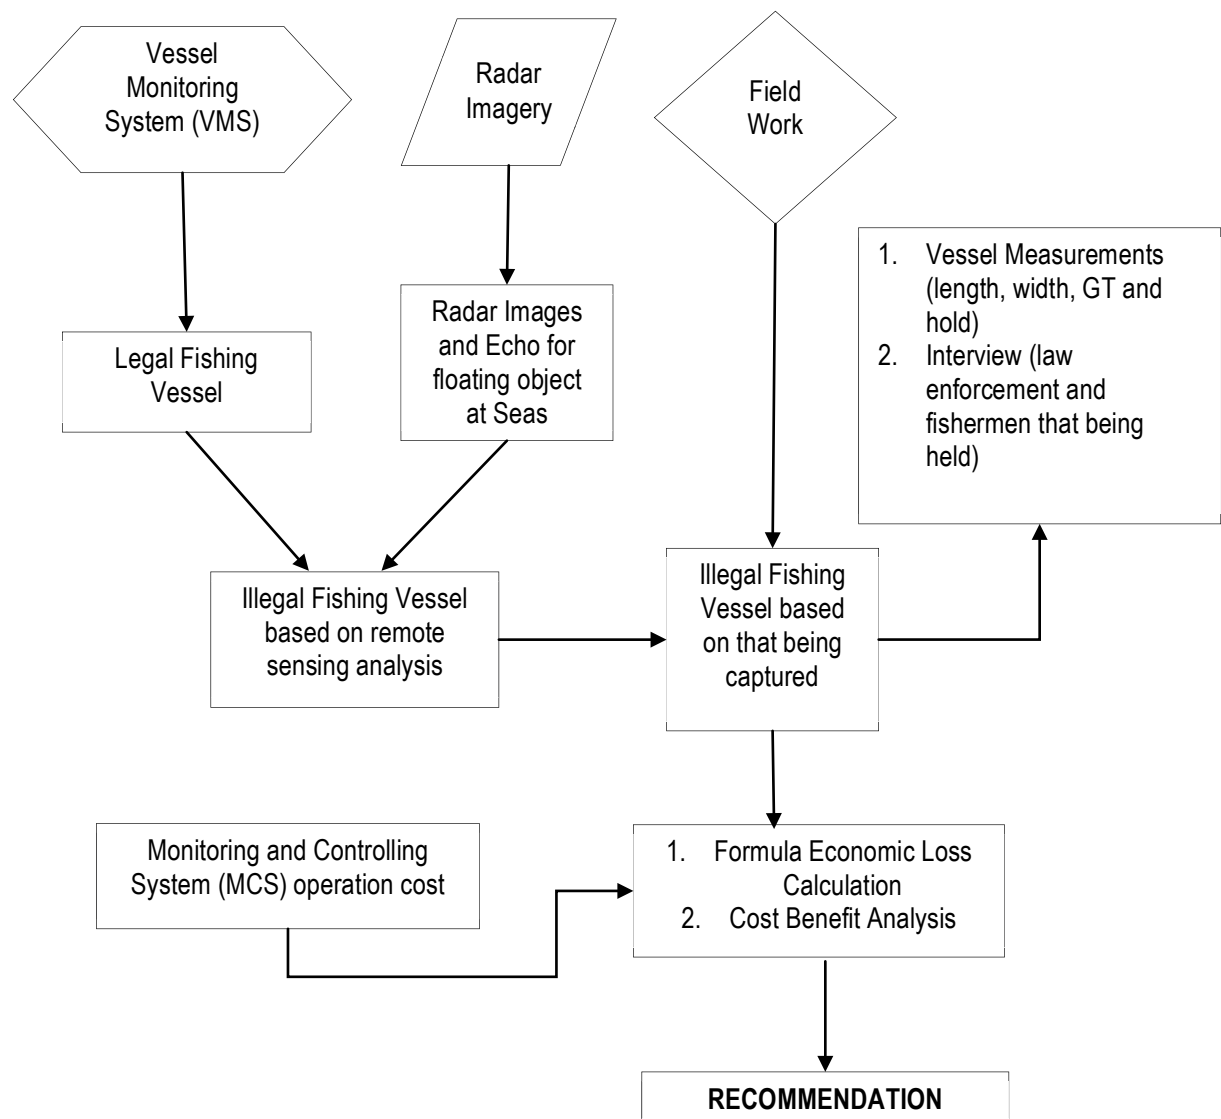 Vessel
Monitoring
System (VMS)
Radar
Imagery
Field
Work
1. Vessel Measurements
(length, width, GT and
hold)
2. Interview (law
enforcement and
fishermen that being
held)
Legal Fishing
Vessel
Radar Images
and Echo for
floating object
at Seas
Illegal Fishing Vessel
based on remote
sensing analysis
Illegal Fishing
Vessel based
on that being
captured
Monitoring and Controlling
System (MCS) operation cost
1. Formula Economic Loss
Calculation
2. Cost Benefit Analysis
RECOMMENDATION